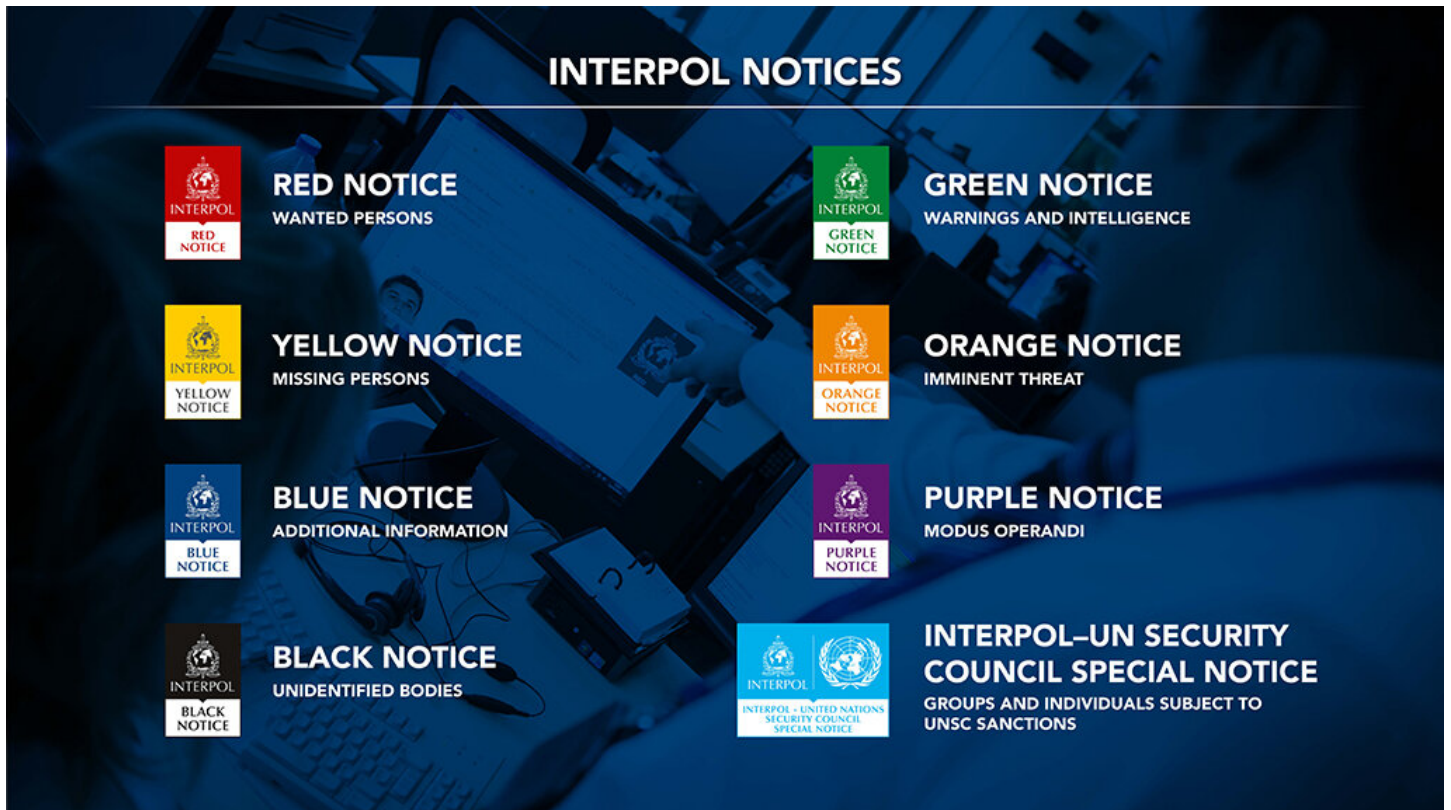 INTERPOL NOTICES
INTERPOL
RED
NOTICE
RED NOTICE
WANTED PERSONS
INTERPOL
YELLOW
NOTICE
YELLOW NOTICE
MISSING PERSONS
INTERPOL
BLUE
NOTICE
BLUE NOTICE
ADDITIONAL INFORMATION
INTERPOL
BLACK
NOTICE
BLACK NOTICE
UNIDENTIFIED BODIES
INTERPOL
GREEN
NOTICE
GREEN NOTICE
WARNINGS AND INTELLIGENCE
INTERPOL
ORANGE
NOTICE
ORANGE NOTICE
IMMINENT THREAT
INTERPOL
PURPLE
NOTICE
PURPLE NOTICE
MODUS OPERANDI
INTERPOL
INTERPOL - UNITED NATIONS
SECURITY COUNCIL
SPECIAL NOTICE
INTERPOL–UN SECURITY
COUNCIL SPECIAL NOTICE
GROUPS AND INDIVIDUALS SUBJECT TO
UNSC SANCTIONS